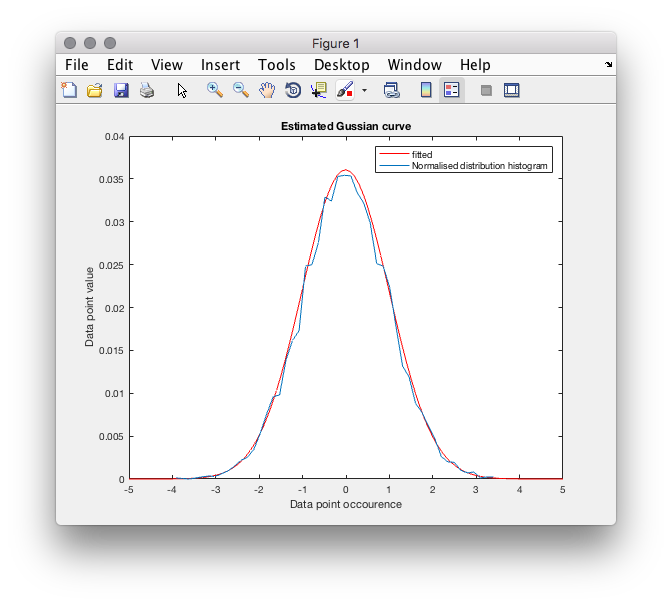 Figure 1
File Edit View Insert Tools Desktop Window Help
Estimated Gussian curve
fitted
Normalised distribution histogram
0.04
0.035
0.03
0.025
0.02
0.015
0.01
0.005
0
Data point value
-5 -4 -3 -2 -1 0 1 2 3 4 5
Data point occourence